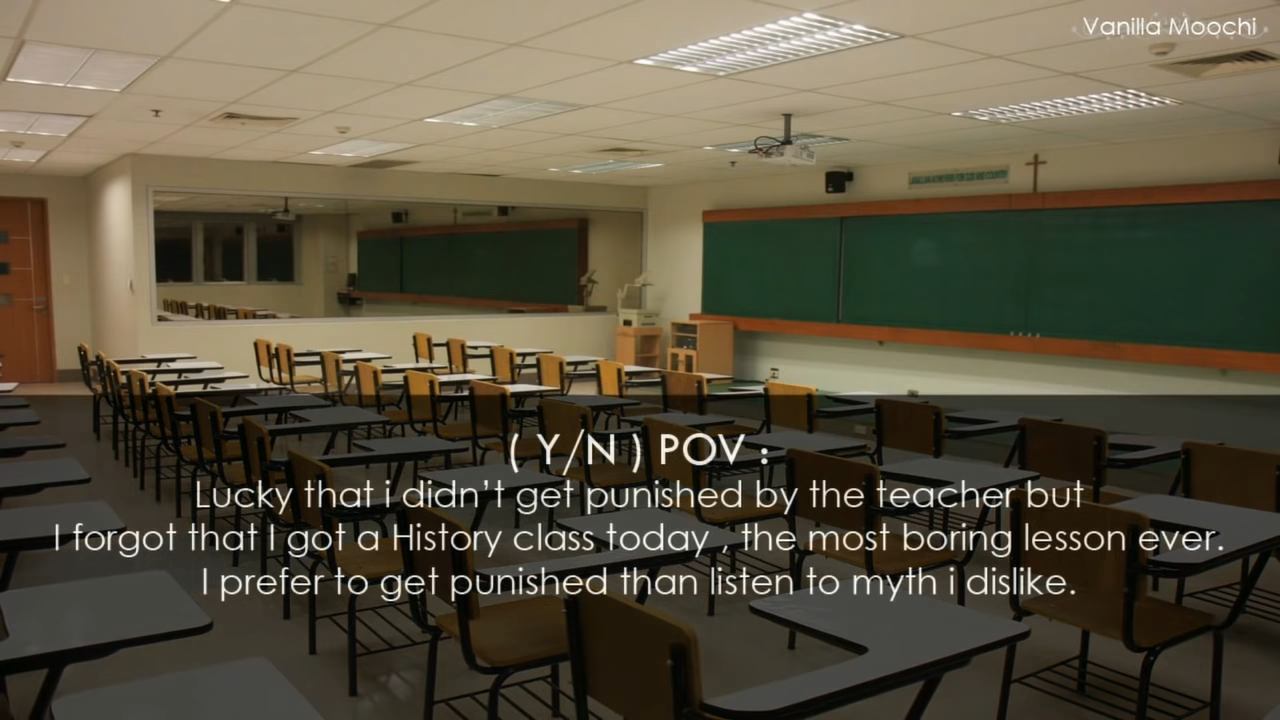 Vanilla Moochi
( Y/N ) POV :
Lucky that i didn't get punished by the teacher but
I forgot that I got a History class today , the most boring lesson ever.
I prefer to get punished than listen to myth i dislike.